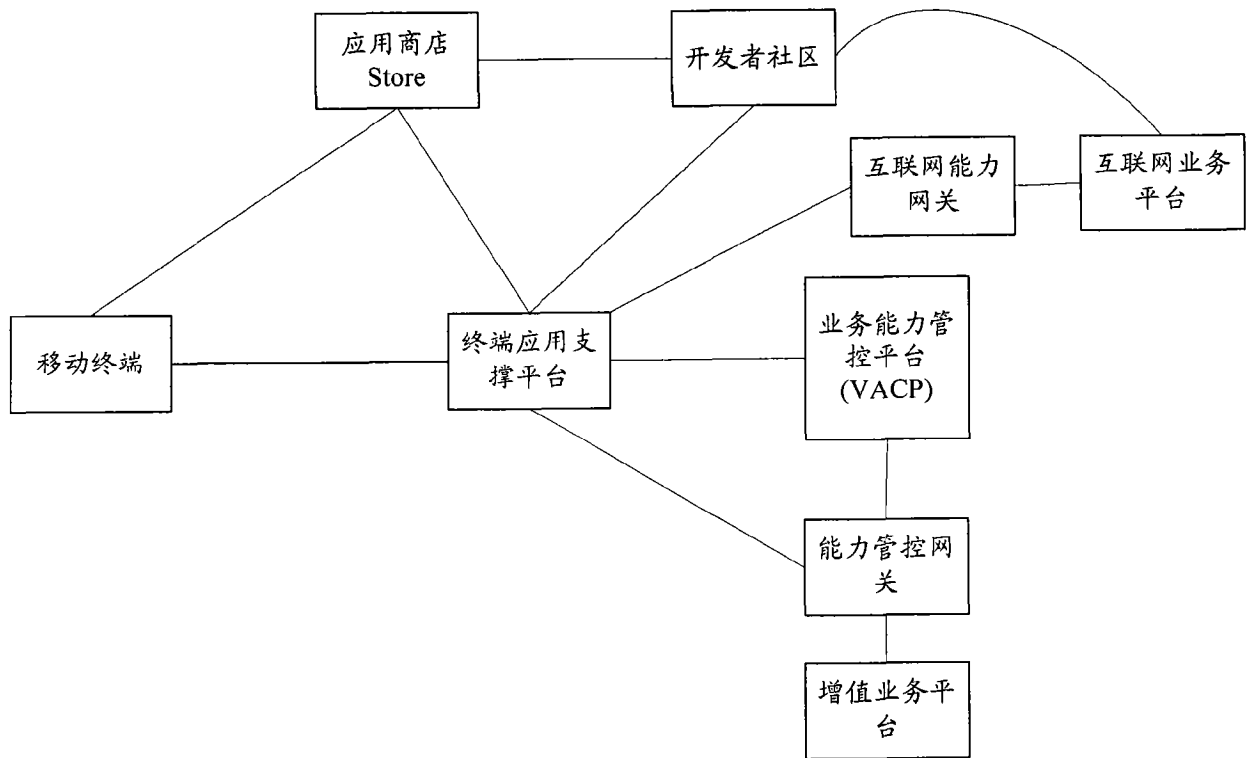 应用商店
Store
开发者社区
互联网能力
网关
互联网业务
平台
移动终端
终端应用支
撑平台
业务能力管
控平台
(VACP)
能力管控网
关
增值业务平
台